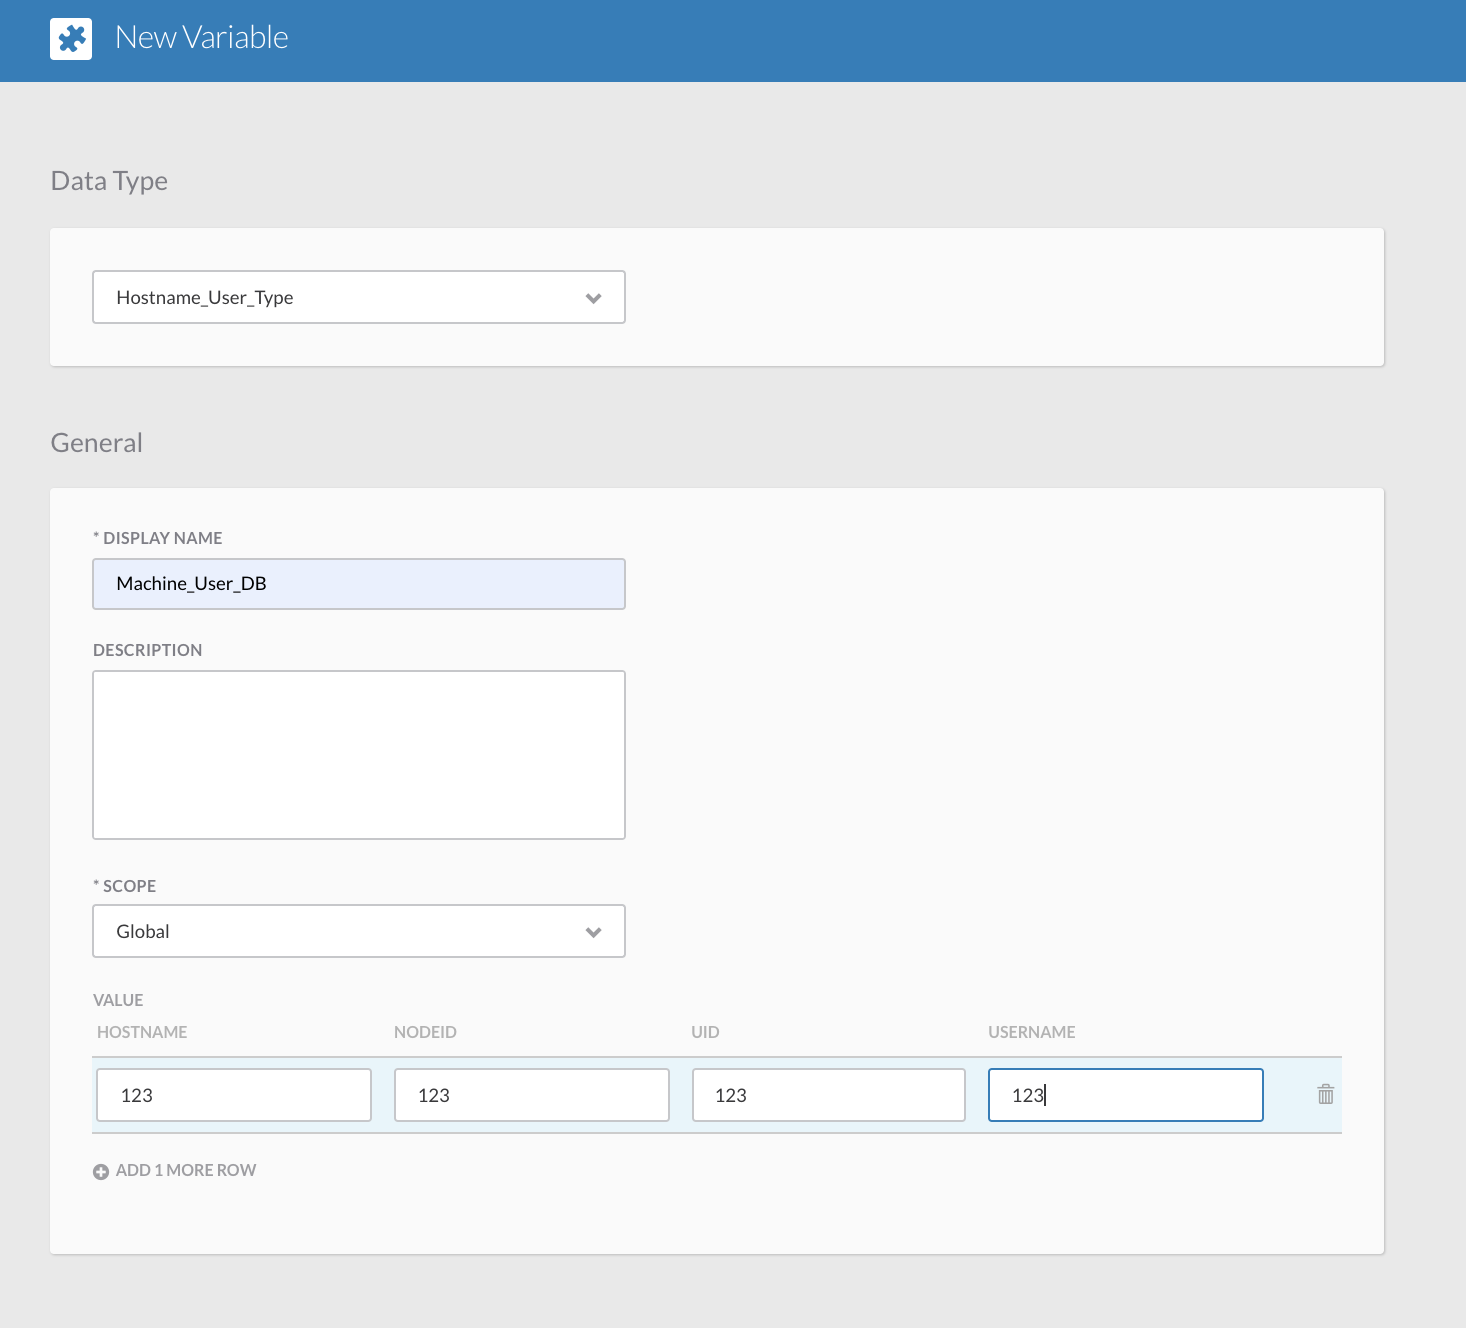 New Variable
Data Type
Hostname_User_Type
General
* DISPLAY NAME
Machine_User_DB
DESCRIPTION
* SCOPE
Global
VALUE
HOSTNAME NODEID UID USERNAME
123 123 123 123
ADD 1 MORE ROW